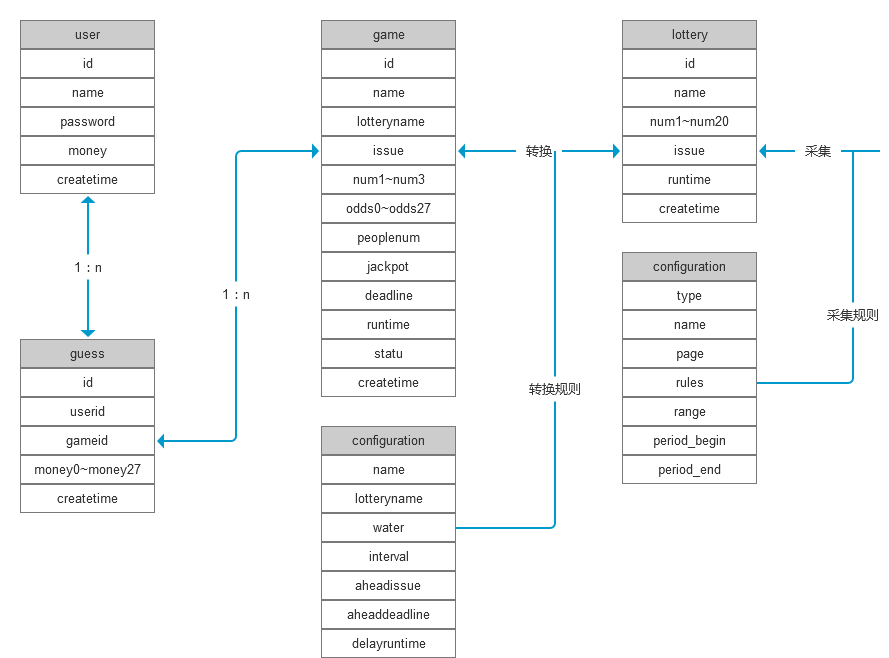 user
id
name
password
money
createtime
1：n
guess
id
userid
gameid
money0~money27
createtime
1：n
game
id
name
lotteryname
issue
num1~num3
odds0~odds27
peoplenum
jackpot
deadline
runtime
statu
createtime
configuration
name
lotteryname
water
interval
aheadissue
aheaddeadline
delayruntime
转换
转换规则
lottery
id
name
num1~num20
issue
runtime
createtime
configuration
type
name
page
rules
range
period_begin
period_end
采集
采集规则